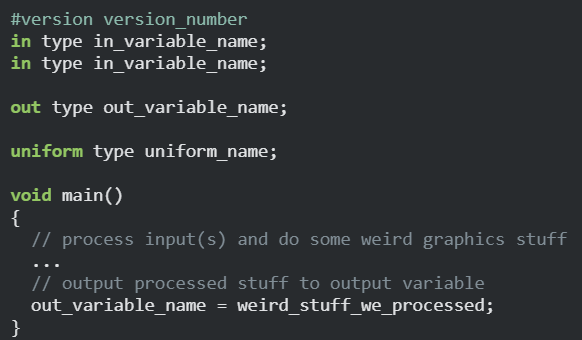 #version version_number
in type in_variable_name;
in type in_variable_name;
out type out_variable_name;
uniform type uniform_name;
void main()
{
// process input(s) and do some weird graphics stuff
...
// output processed stuff to output variable
out_variable_name = weird_stuff_we_processed;
}